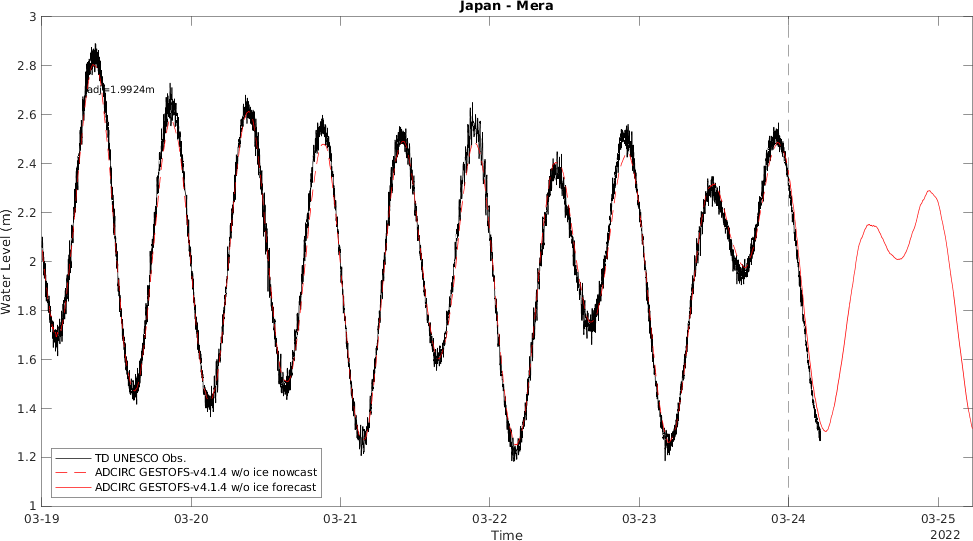 Japan - Mera
3
2.8
2.6
2.4
2.2
2
1.8
1.6
1.4
1.2
1
Water Level (m)
adj=1.9924m
TD UNESCO Obs.
ADCIRC GESTOFS-v4.1.4 w/o ice nowcast
ADCIRC GESTOFS-v4.1.4 w/o ice forecast
03-19 03-20 03-21 03-22 03-23 03-24 03-25
Time
2022